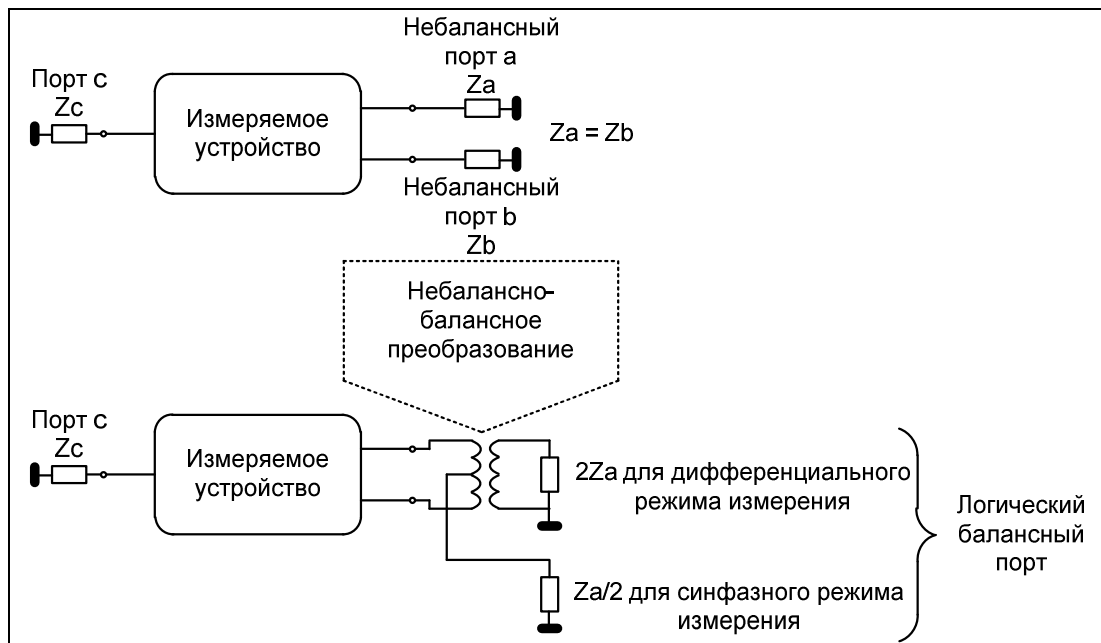 Небалансный
порт a
Za
Порт c
Zc
Измеряемое
устройство
Za = Zb
Небалансный
порт b
Zb
Небалансно-
балансное
преобразование
Порт c
Zc
Измеряемое
устройство
2Za для дифференциального
режима измерения
Логический
балансный
порт
Za/2 для синфазного режима
измерения